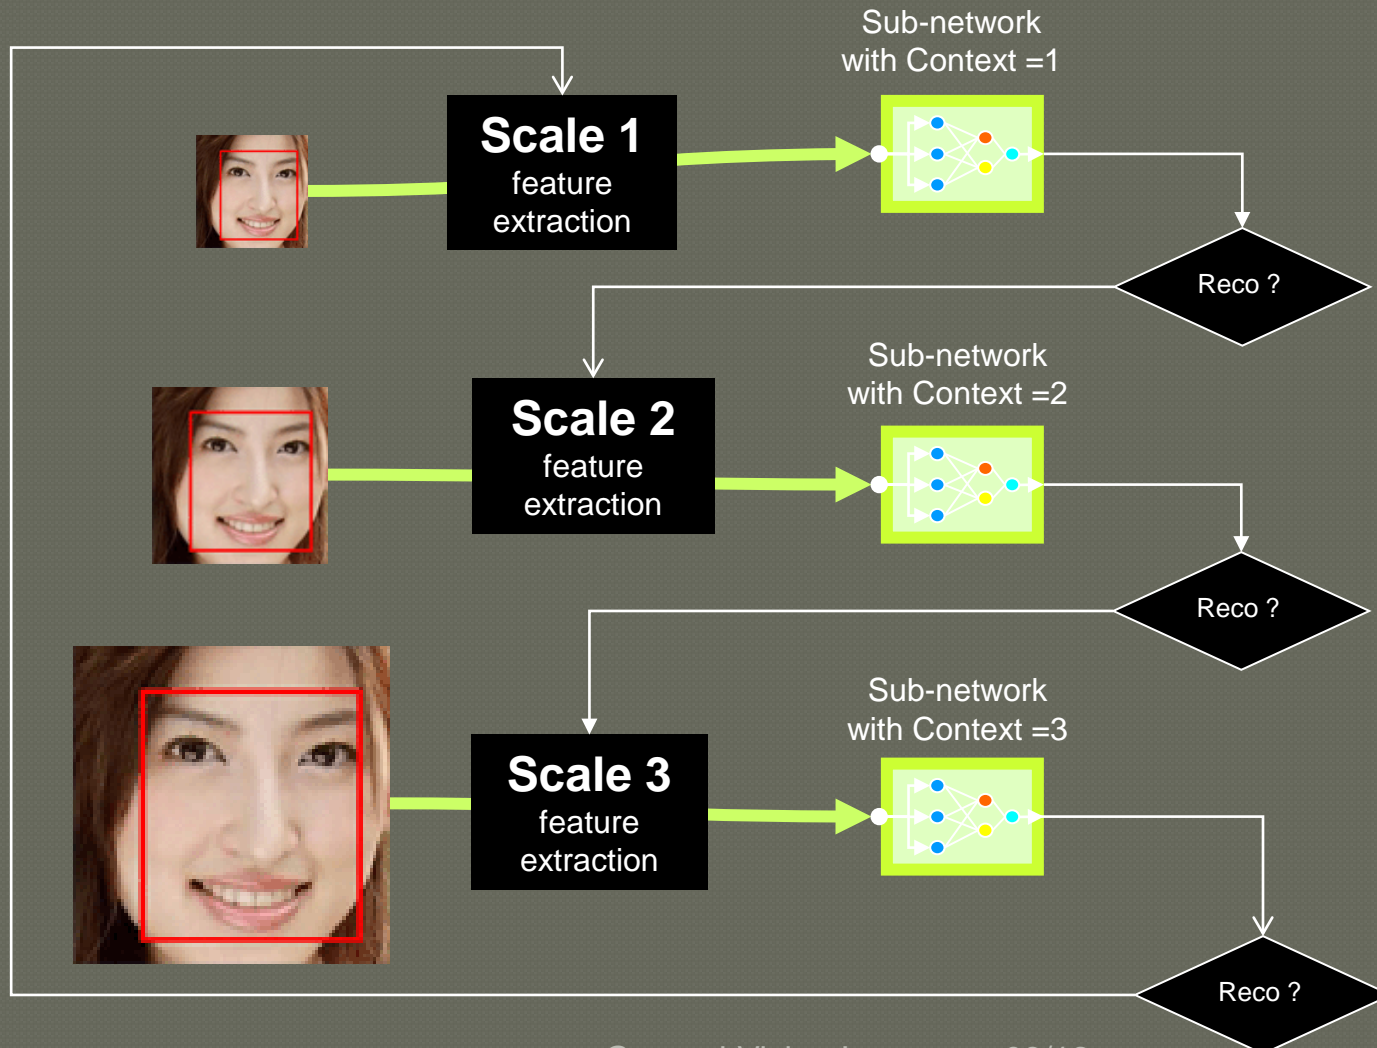 Sub-network
with Context =1
Scale 1
feature
extraction
Reco ?
Sub-network
with Context =2
Scale 2
feature
extraction
Reco ?
Sub-network
with Context =3
Scale 3
feature
extraction
Reco ?